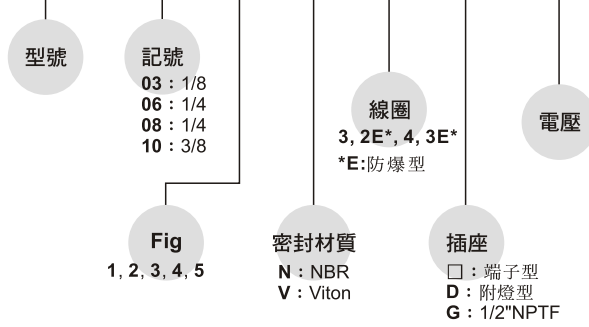 型號
記號
03：1/8
06：1/4
08：1/4
10：3/8
線圈
3, 2E*, 4, 3E*
*E:防爆型
電壓
Fig
1, 2, 3, 4, 5
密封材質
N：NBR
V：Viton
插座
□：端子型
D：附燈型
G：1/2"NPTF